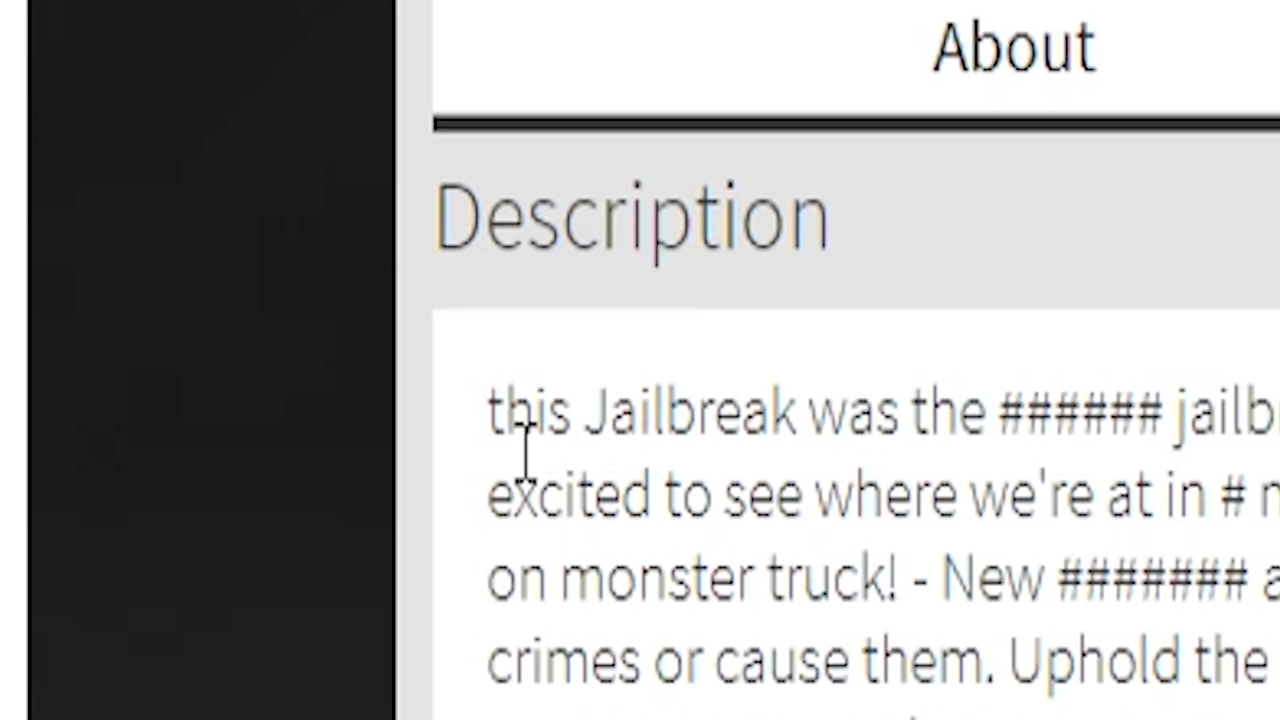 About
Description
this Jailbreak was the ######
excited to see where we're at in #
on monster truck! - New #######
crimes or cause them. Uphold the